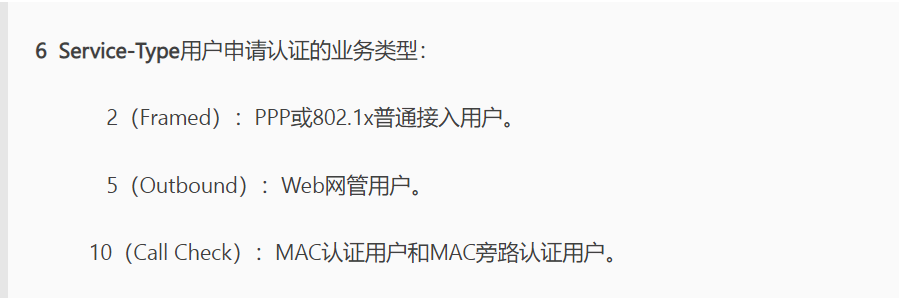 6 Service-Type用户申请认证的业务类型：
2（Framed）：PPP或802.1x普通接入用户。
5（Outbound）：Web网管用户。
10（Call Check）：MAC认证用户和MAC旁路认证用户。